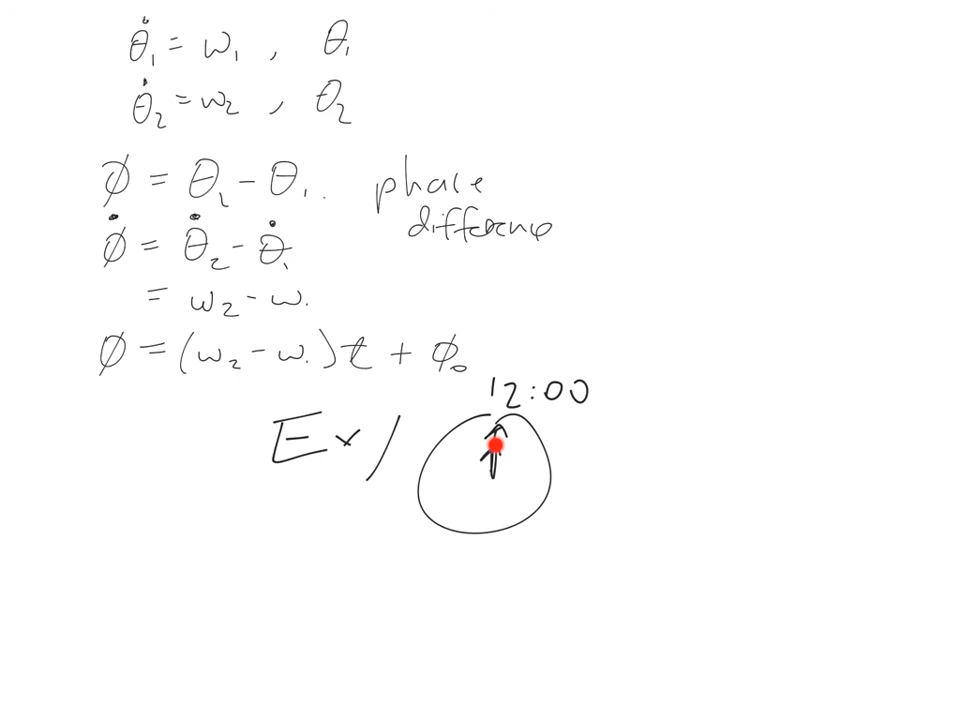 θ̇₁ = ω₁ , θ₁
θ̇₂ = ω₂ , θ₂
ϕ = θ₂ - θ₁. phase
difference
ϕ̇ = θ̇₂ - θ̇₁
= ω₂ - ω₁
ϕ = (ω₂ - ω₁)t + ϕ₀
12:00
Ex/